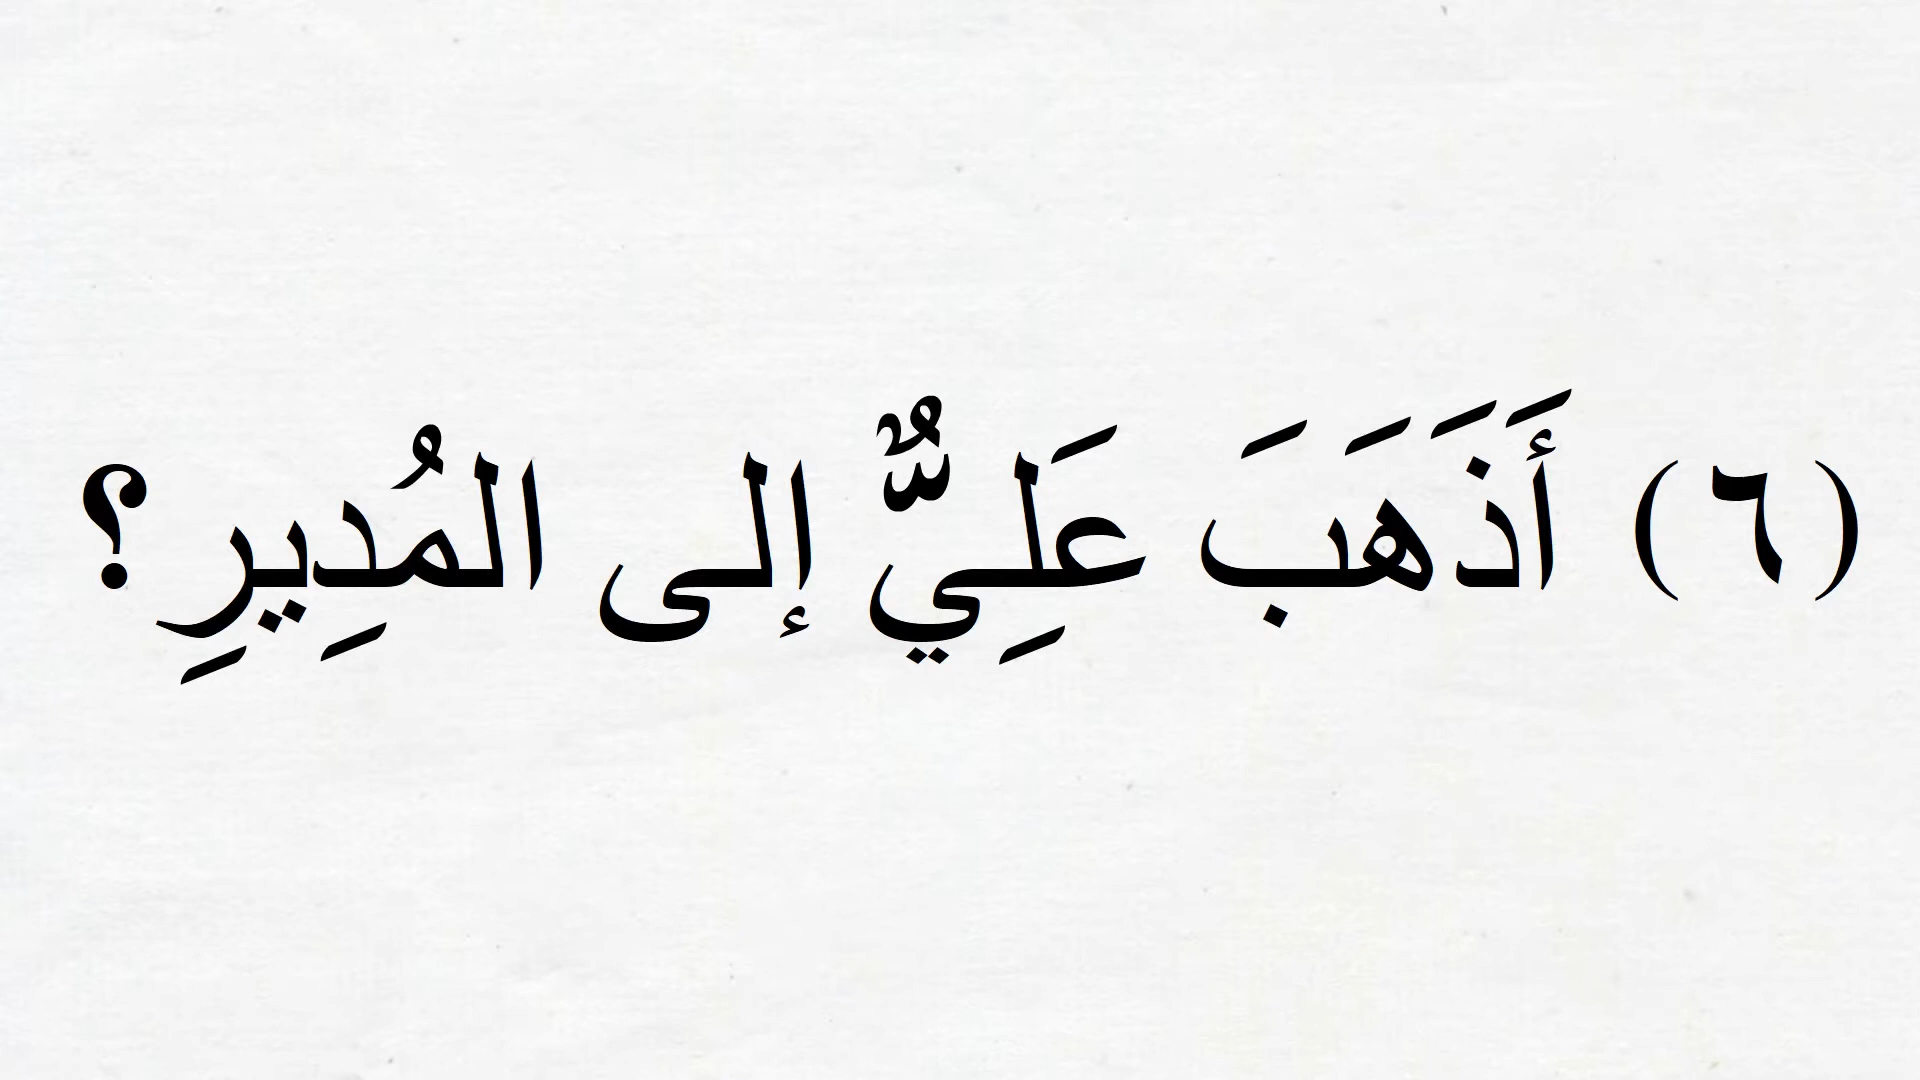 (٦) أَذَهَبَ عَلِيٌّ إلى المُدِيرِ؟